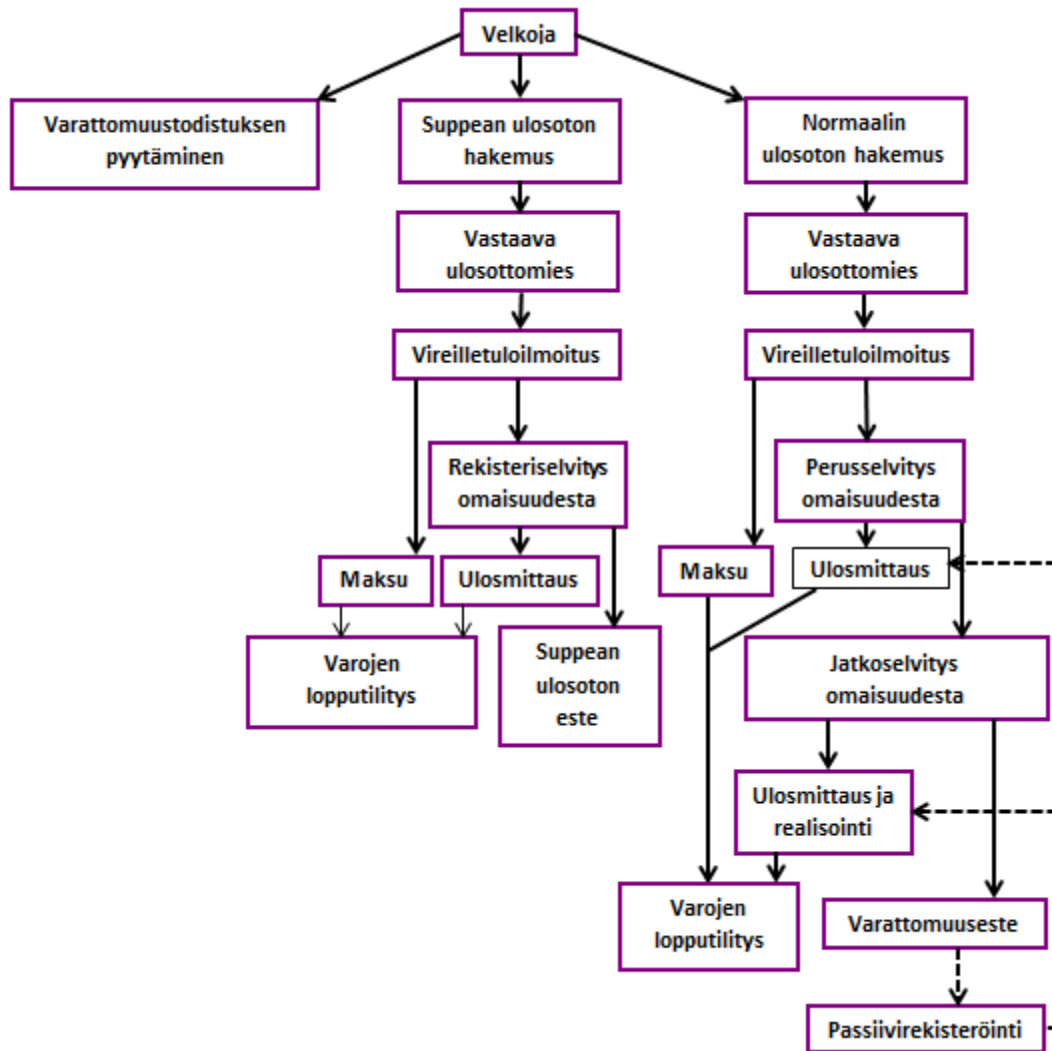 Velkoja
Varattomuustodistuksen
pyytäminen
Suppean ulosoton
hakemus
Normaalin
ulosoton hakemus
Vastaava
ulosottomies
Vastaava
ulosottomies
Vireilletuloilmoitus
Vireilletuloilmoitus
Rekisteriselvitys
omaisuudesta
Perusselvitys
omaisuudesta
Maksu
Ulosmittaus
Maksu
Ulosmittaus
Varojen
lopputilitys
Suppean
ulosoton
este
Jatkoselvitys
omaisuudesta
Ulosmittaus ja
realisointi
Varojen
lopputilitys
Varattomuuseste
Passiivirekisteröinti